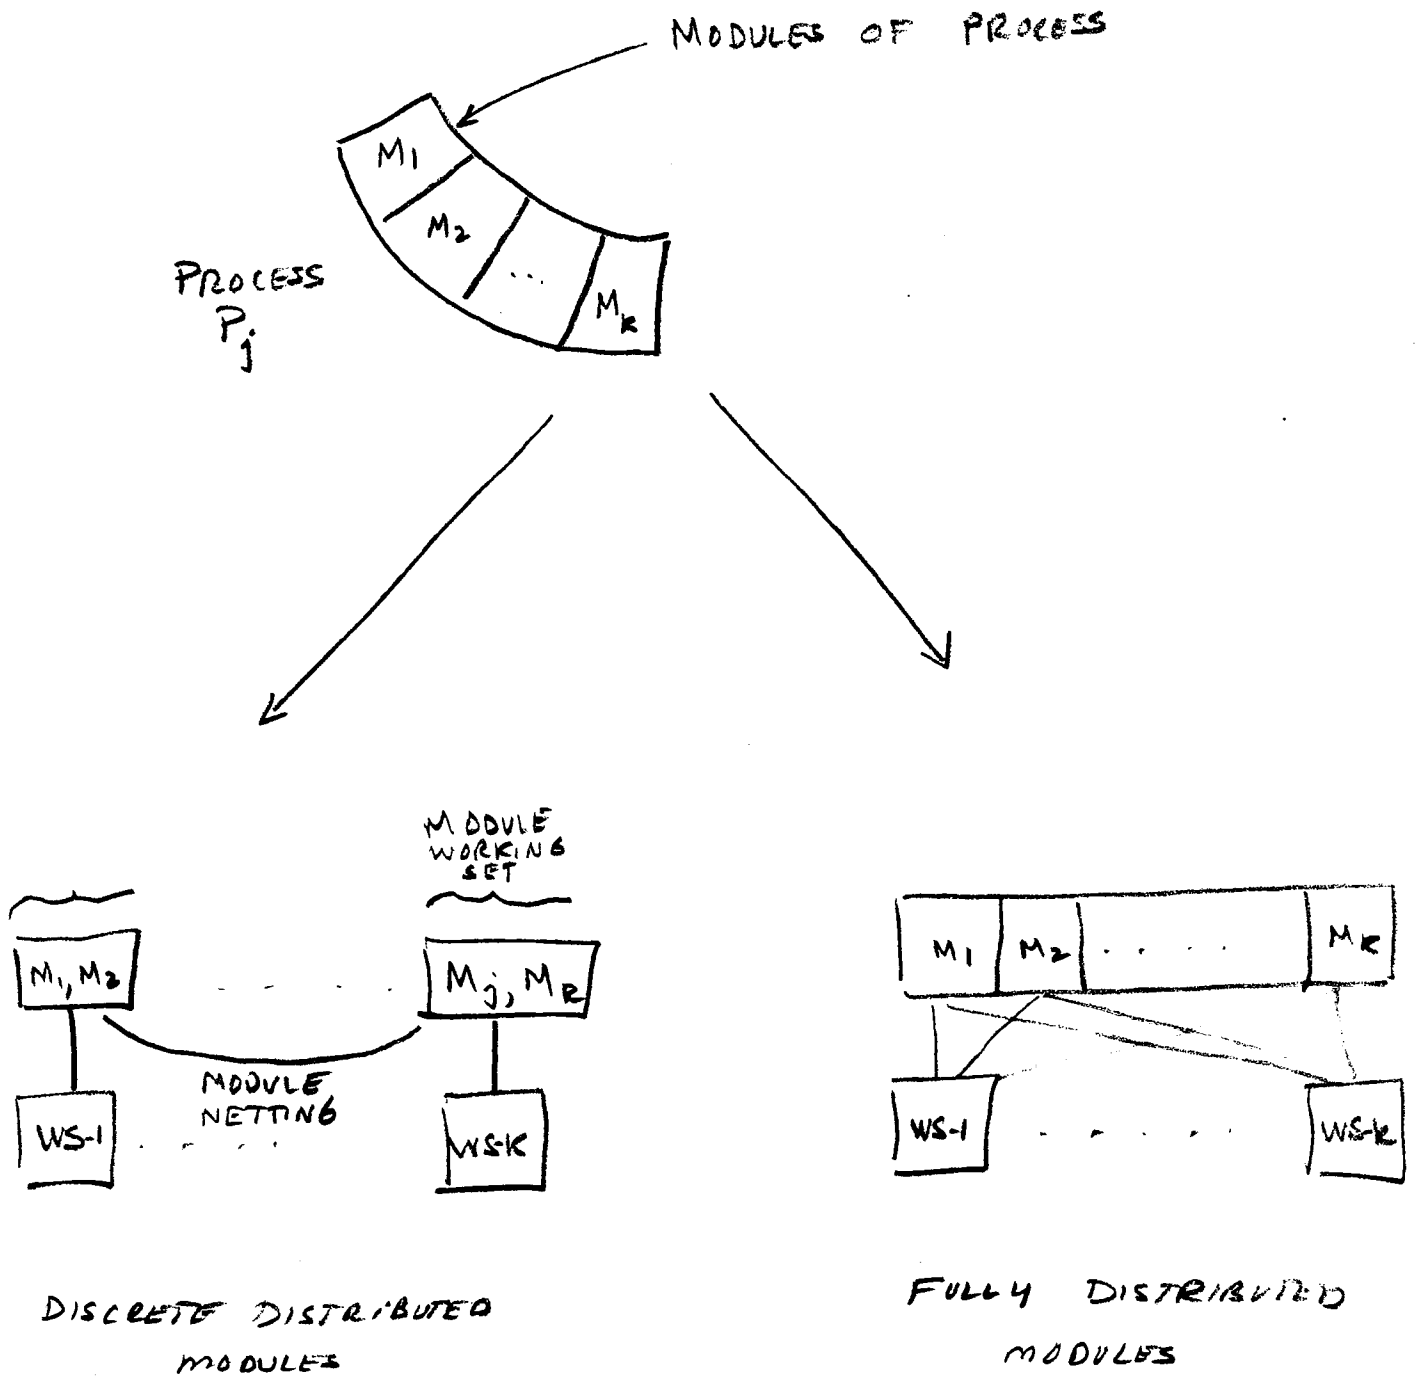 MODULES OF PROCESS
M1
M2
...
Mk
PROCESS
Pj
MODULE
WORKING
SET
M1, M2
. . . .
Mj, Mk
MODULE
NETTING
WS-1
. . . .
WS-K
DISCRETE DISTRIBUTED
MODULES
M1
M2
. . . .
Mk
WS-1
. . . . .
WS-k
FULLY DISTRIBUTED
MODULES